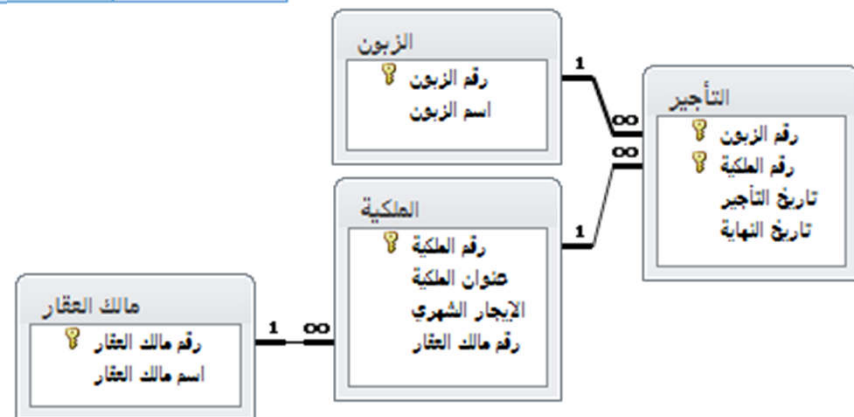 الزبون
رقم الزبون
اسم الزبون
1
∞
التأجير
رقم الزبون
رقم الملكية
تاريخ التأجير
تاريخ النهاية
∞
1
الملكية
رقم الملكية
عنوان الملكية
الإيجار الشهري
رقم مالك العقار
مالك العقار
رقم مالك العقار
اسم مالك العقار
1 ∞